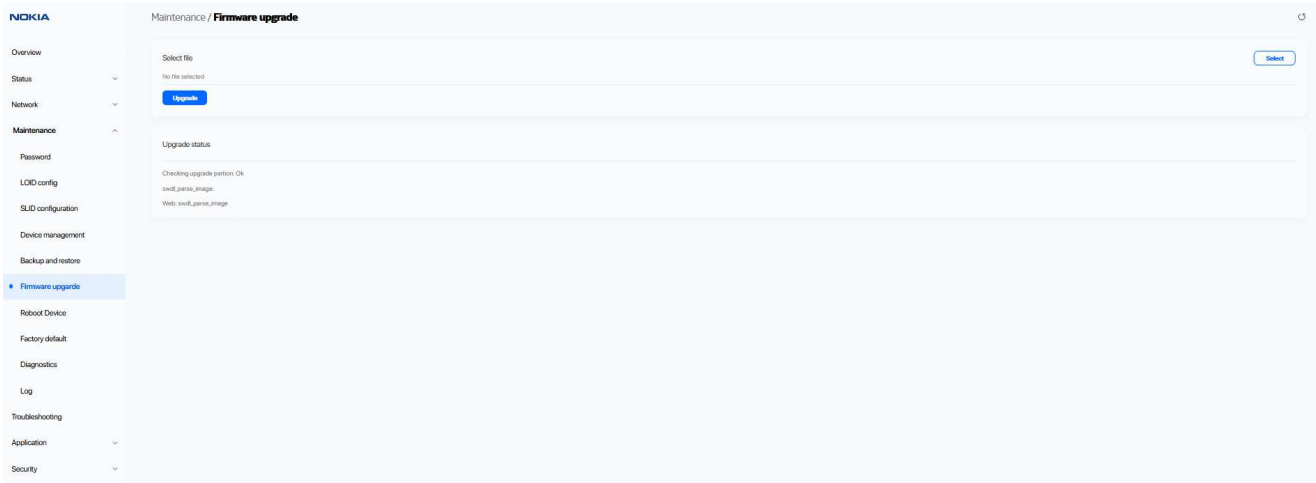 NOKIA
Maintenance / Firmware upgrade
Overview
Status
Network
Maintenance
Password
LOID config
SLID configuration
Device management
Backup and restore
Firmware upgarde
Reboot Device
Factory default
Diagnostics
Log
Troubleshooting
Application
Security
Select file
Select
No file selected
Upgrade
Upgrade status
Checking upgrade partion: Ok
swdl_parse_image:
Web: swdl_parse_image